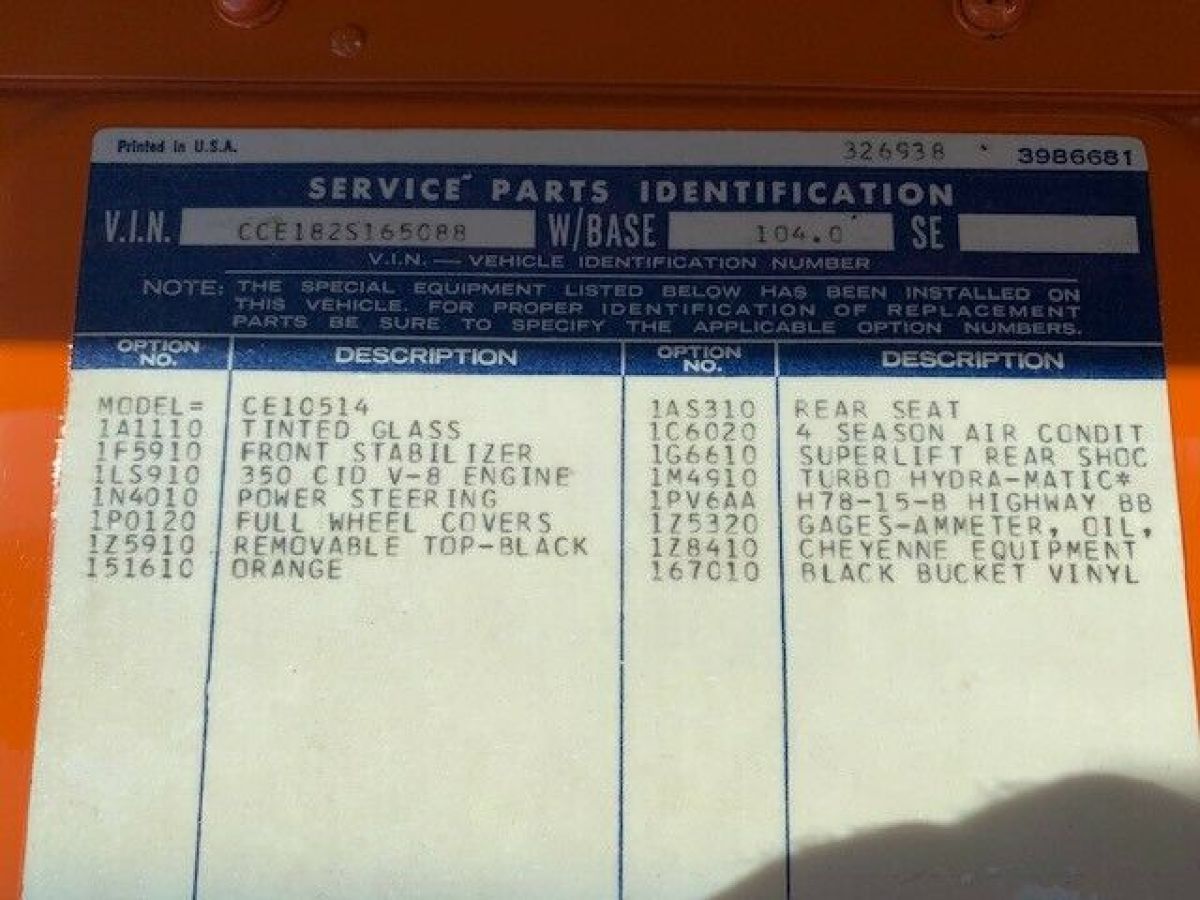 Printed in U.S.A. 326938 3986681
SERVICE PARTS IDENTIFICATION
V.I.N. CCE182S165088 W/BASE 104.0 SE
V.I.N. — VEHICLE IDENTIFICATION NUMBER
NOTE: THE SPECIAL EQUIPMENT LISTED BELOW HAS BEEN INSTALLED ON
THIS VEHICLE. FOR PROPER IDENTIFICATION OF REPLACEMENT
PARTS BE SURE TO SPECIFY THE APPLICABLE OPTION NUMBERS.
OPTION NO. DESCRIPTION OPTION NO. DESCRIPTION
MODEL= CE10514 1AS310 REAR SEAT
1A1110 TINTED GLASS 1C6020 4 SEASON AIR CONDIT
1F5910 FRONT STABILIZER 1G6610 SUPERLIFT REAR SHOC
1LS910 350 CID V-8 ENGINE 1M4910 TURBO HYDRA-MATIC*
1N4010 POWER STEERING 1PV6AA H78-15-B HIGHWAY BB
1P0120 FULL WHEEL COVERS 1Z5320 GAGES-AMMETER, OIL,
1Z5910 REMOVABLE TOP-BLACK 1Z8410 CHEYENNE EQUIPMENT
151610 ORANGE 167010 BLACK BUCKET VINYL